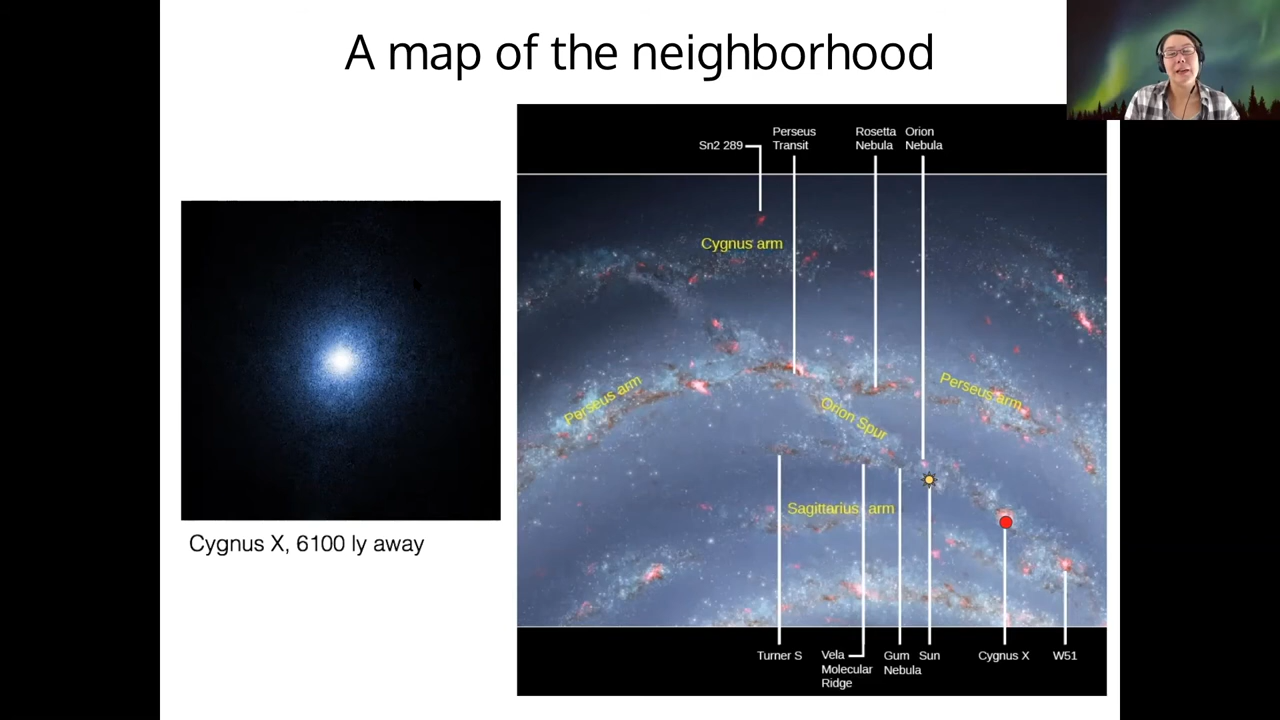 A map of the neighborhood
Sn2 289
Perseus
Transit
Rosetta
Nebula
Orion
Nebula
Cygnus arm
Perseus arm
Orion Spur
Perseus arm
Sagittarius arm
Cygnus X, 6100 ly away
Turner S
Vela
Molecular
Ridge
Gum
Nebula
Sun
Cygnus X
W51